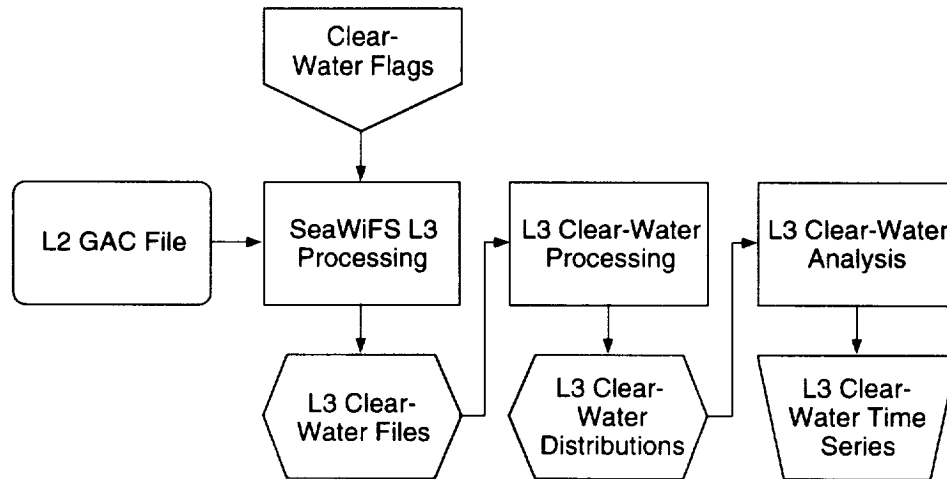 Clear-
Water Flags
L2 GAC File
SeaWiFS L3
Processing
L3 Clear-Water
Processing
L3 Clear-Water
Analysis
L3 Clear-
Water Files
L3 Clear-
Water
Distributions
L3 Clear-
Water Time
Series